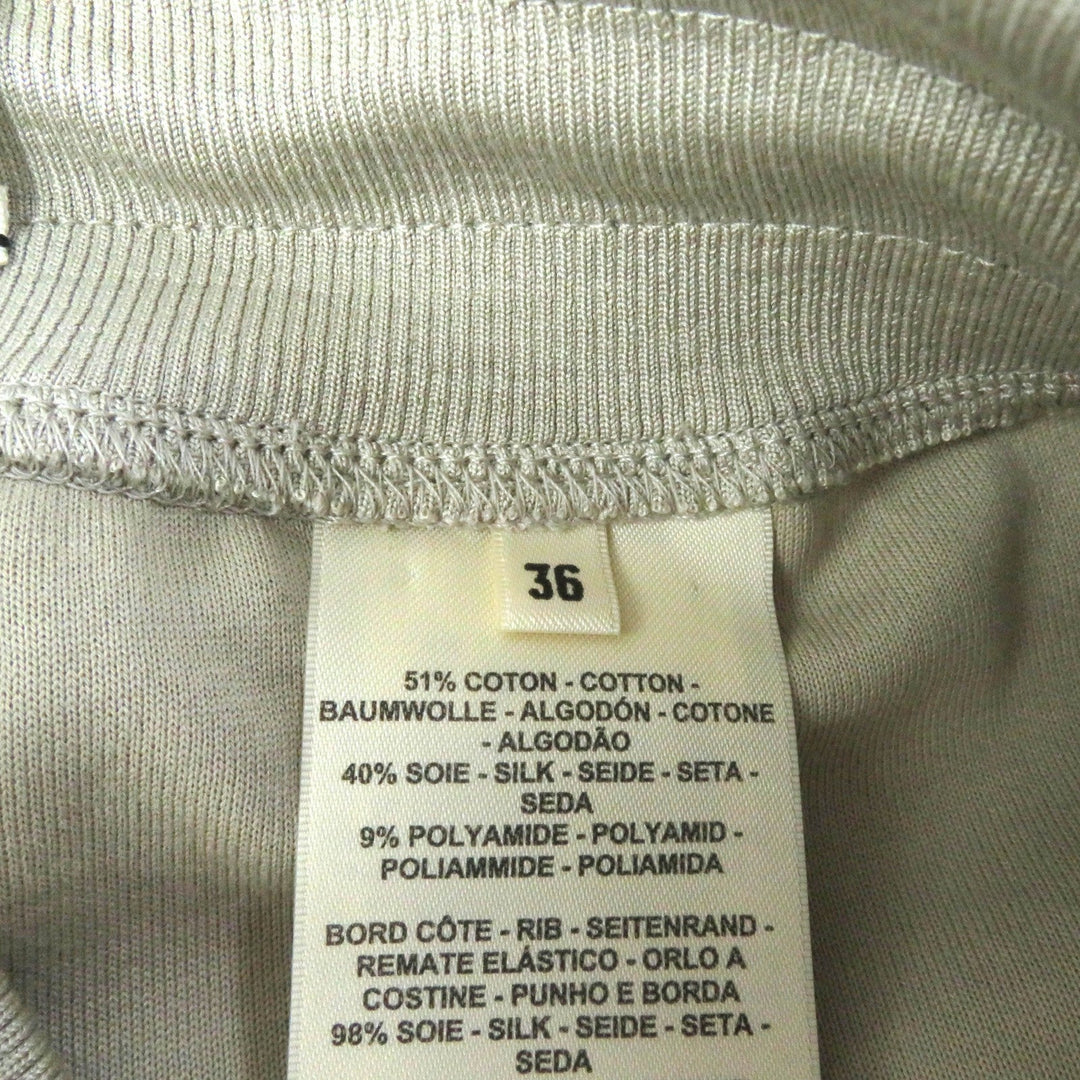 36
51% COTON - COTTON -
BAUMWOLLE - ALGODÓN - COTONE
- ALGODÃO
40% SOIE - SILK - SEIDE - SETA -
SEDA
9% POLYAMIDE - POLYAMID -
POLIAMMIDE - POLIAMIDA
BORD CÔTE - RIB - SEITENRAND -
REMATE ELÁSTICO - ORLO A
COSTINE - PUNHO E BORDA
98% SOIE - SILK - SEIDE - SETA -
SEDA